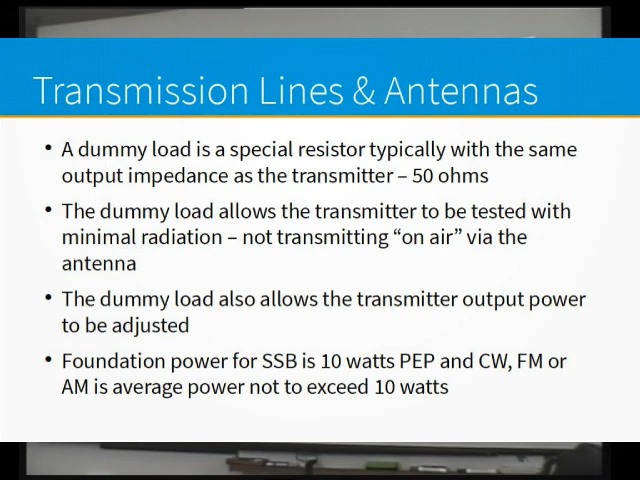 Transmission Lines & Antennas
• A dummy load is a special resistor typically with the same
output impedance as the transmitter – 50 ohms
• The dummy load allows the transmitter to be tested with
minimal radiation – not transmitting “on air” via the
antenna
• The dummy load also allows the transmitter output power
to be adjusted
• Foundation power for SSB is 10 watts PEP and CW, FM or
AM is average power not to exceed 10 watts